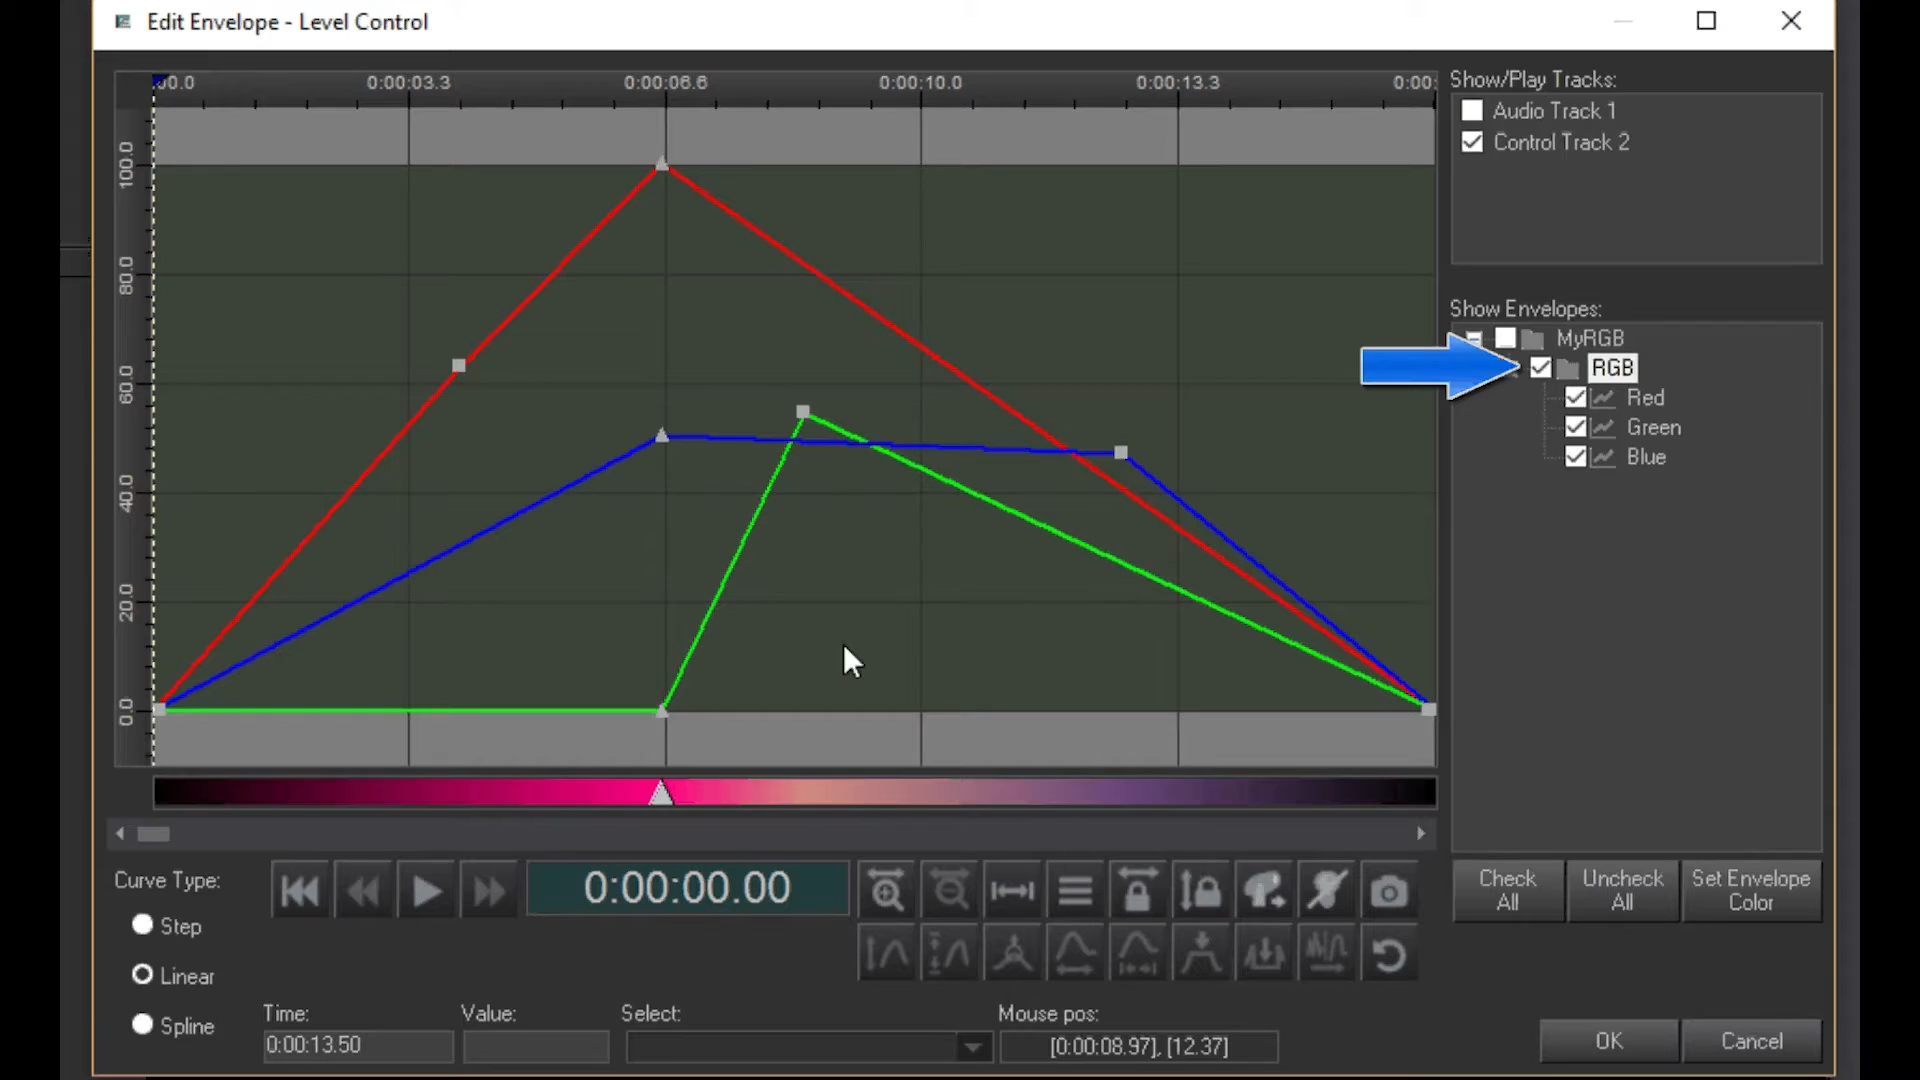 Edit Envelope - Level Control
00.0 0:00:03.3 0:00:06.6 0:00:10.0 0:00:13.3 0:00:
Show/Play Tracks:
Audio Track 1
Control Track 2
100.0
80.0
60.0
40.0
20.0
0.0
Show Envelopes:
MyRGB
RGB
Red
Green
Blue
Curve Type:
Step
Linear
Spline
0:00:00.00
Check
All
Uncheck
All
Set Envelope
Color
Time:
0:00:13.50
Value:
Select:
Mouse pos:
[0:00:08.97], [12.37]
OK
Cancel